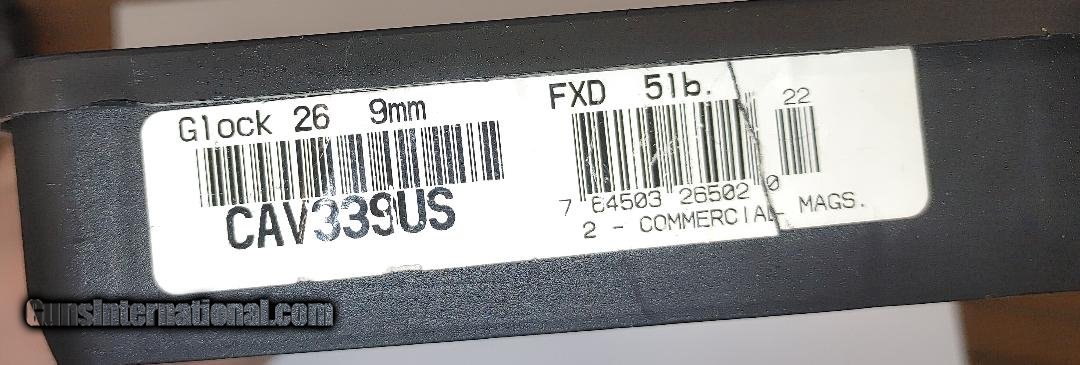 Glock 26 9mm FXD 5lb.
22
CAV339US
7 64503 26502 0
2 - COMMERCIAL MAGS.
GunsInternational.com